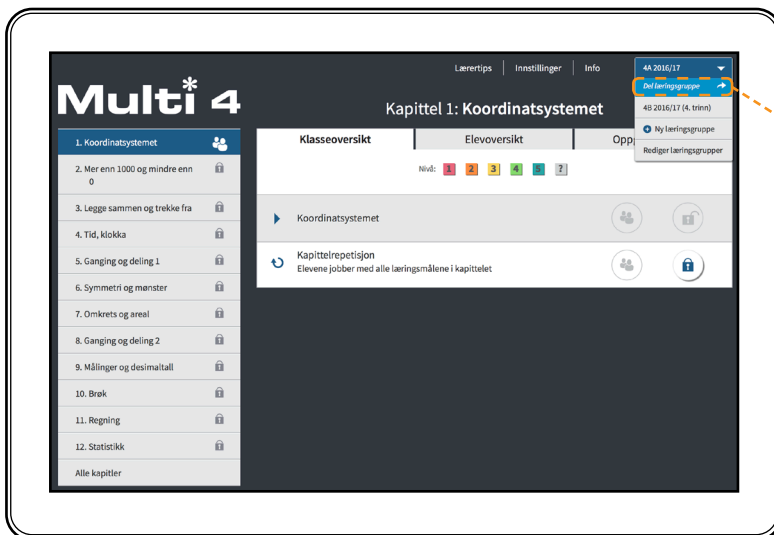 Lærertips Innstillinger Info
4A 2016/17
Del læringsgruppe
4B 2016/17 (4. trinn)
Ny læringsgruppe
Rediger læringsgrupper
Multi* 4
Kapittel 1: Koordinatsystemet
Klasseoversikt Elevoversikt
Nivå: 1 2 3 4 5 ?
Koordinatsystemet
Kapittelrepetisjon
Elevene jobber med alle læringsmålene i kapittelet
1. Koordinatsystemet
2. Mer enn 1000 og mindre enn
0
3. Legge sammen og trekke fra
4. Tid, klokka
5. Ganging og deling 1
6. Symmetri og mønster
7. Omkrets og areal
8. Ganging og deling 2
9. Målinger og desimaltall
10. Brøk
11. Regning
12. Statistikk
Alle kapitler